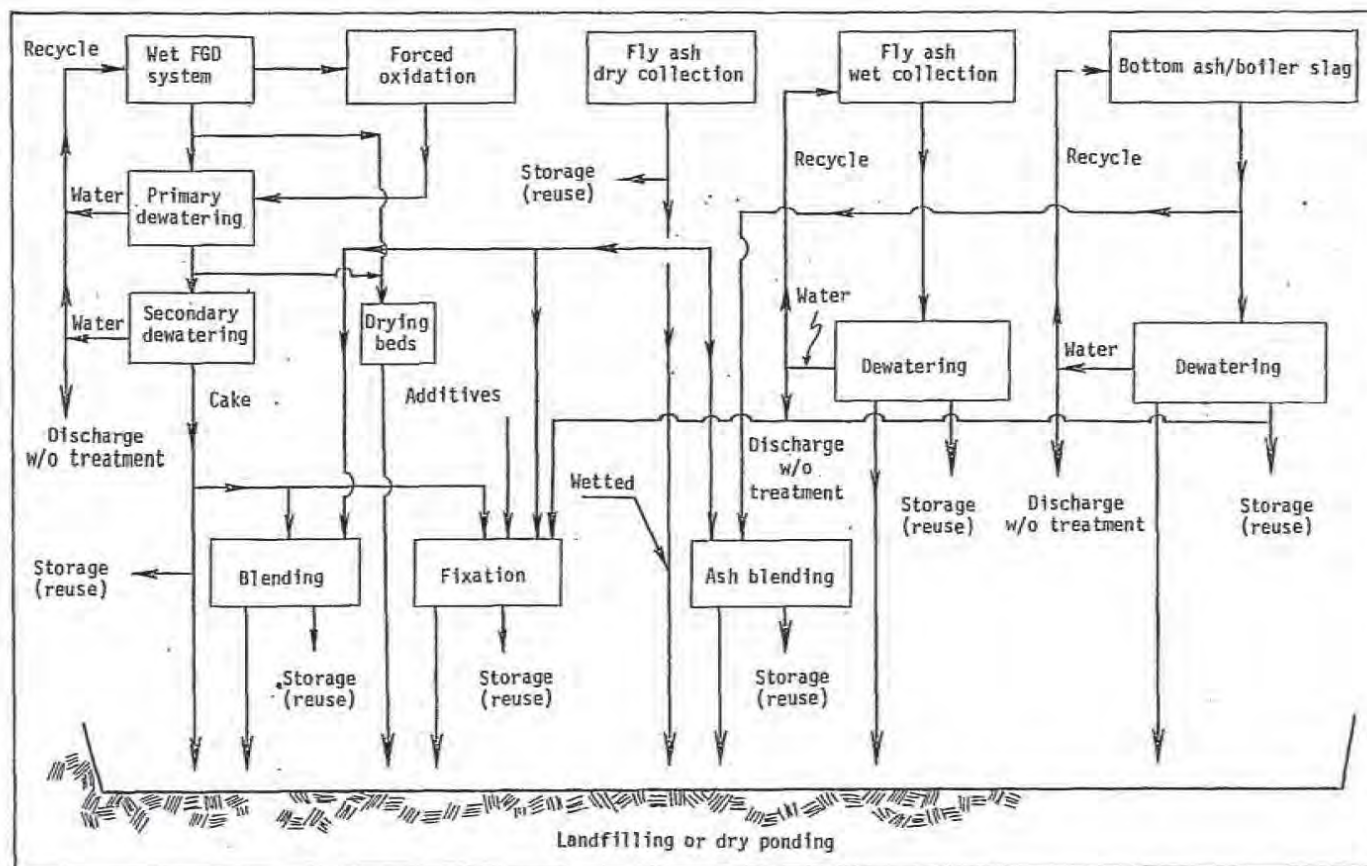 Recycle
Wet FGD
system
Forced
oxidation
Fly ash
dry collection
Fly ash
wet collection
Bottom ash/boiler slag
Storage
(reuse)
Recycle
Recycle
Water
Primary
dewatering
Water
Secondary
dewatering
Drying
beds
Water
Dewatering
Water
Dewatering
Cake
Additives
Discharge
w/o treatment
Discharge
w/o
treatment
Wetted
Storage
(reuse)
Discharge
w/o treatment
Storage
(reuse)
Storage
(reuse)
Blending
Fixation
Ash blending
Storage
(reuse)
Storage
(reuse)
Storage
(reuse)
Landfilling or dry ponding